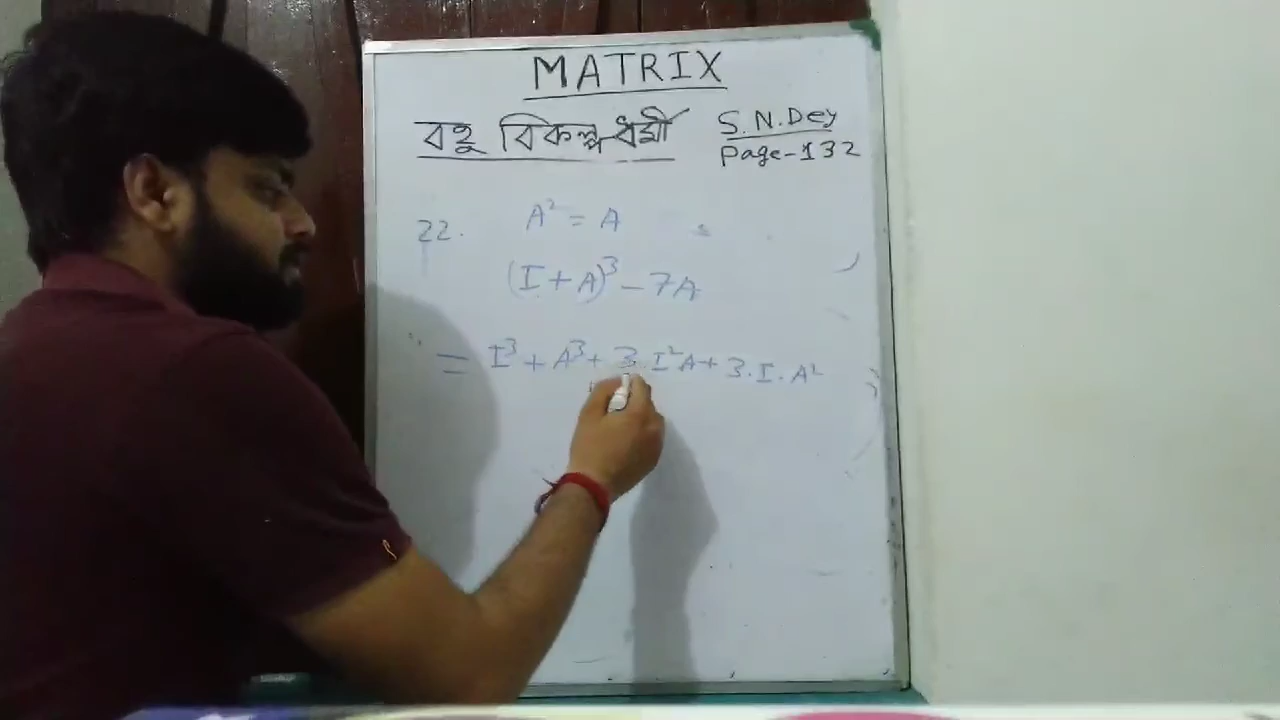 MATRIX
বহু বিকল্পধর্মী
S.N.Dey
Page-132
22. A² = A
(I + A)³ - 7A
= I³ + A³ + 3.I²A + 3.I.A²